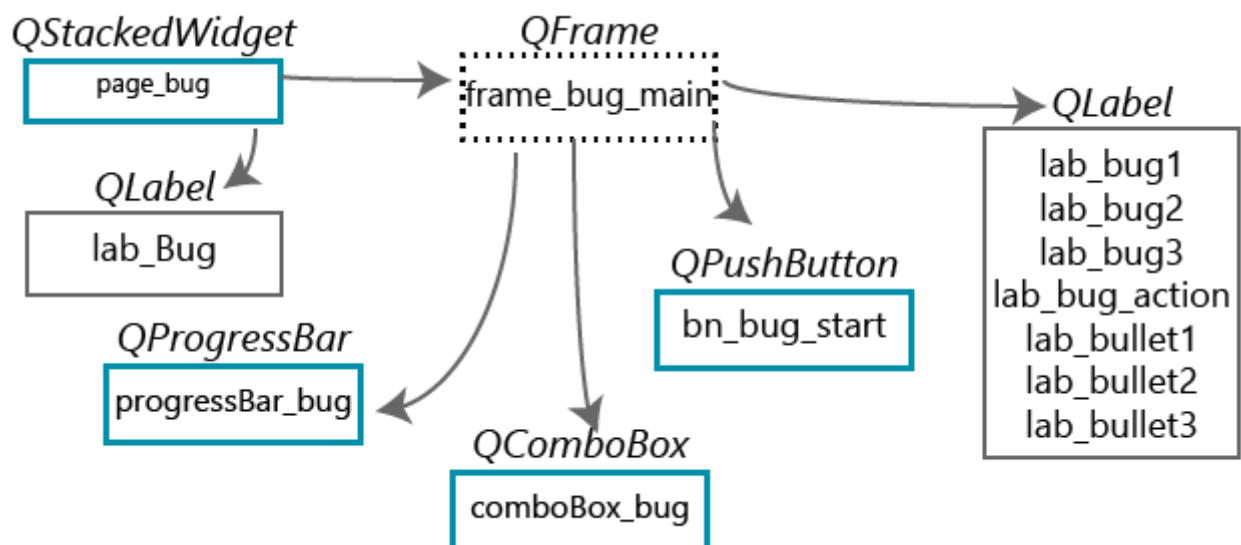 QStackedWidget
page_bug
QFrame
frame_bug_main
QLabel
lab_bug1
lab_bug2
lab_bug3
lab_bug_action
lab_bullet1
lab_bullet2
lab_bullet3
QLabel
lab_Bug
QPushButton
bn_bug_start
QProgressBar
progressBar_bug
QComboBox
comboBox_bug